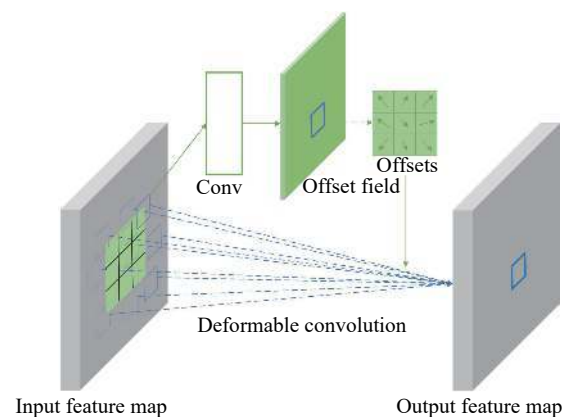 Conv
Offset field
Offsets
Deformable convolution
Input feature map
Output feature map